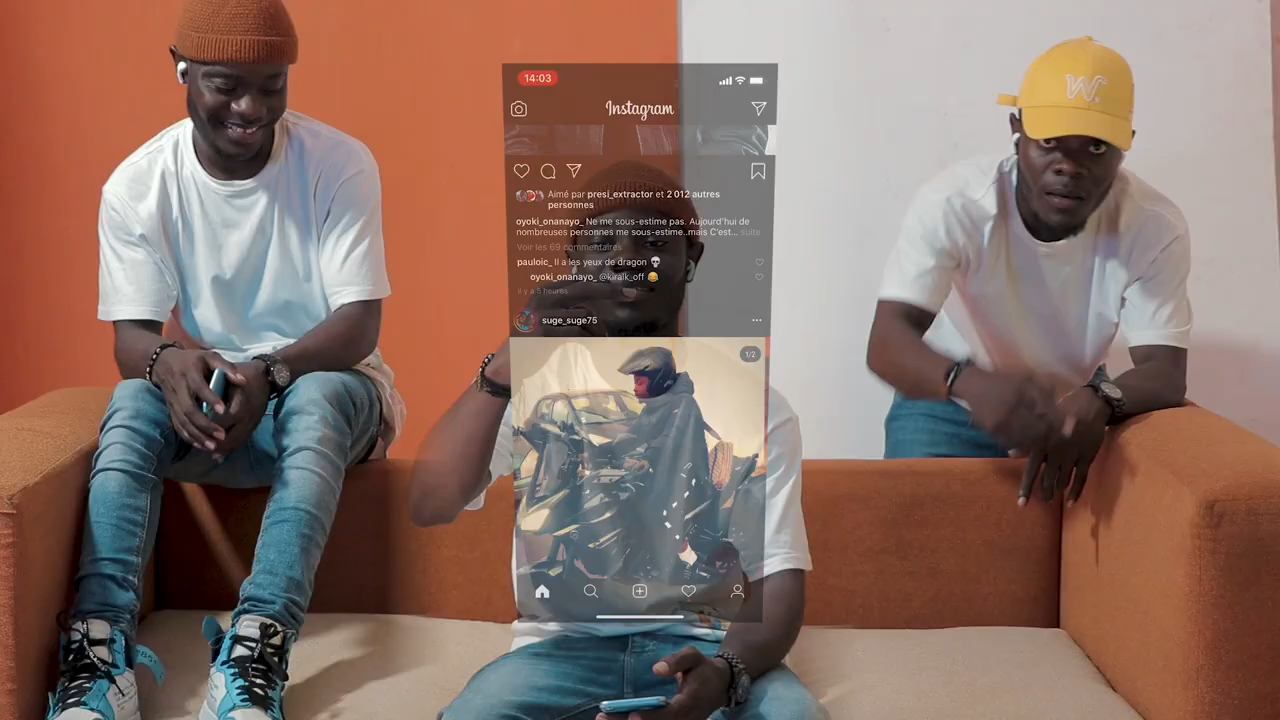 14:03
Instagram
Aimé par presi_extractor et 2 012 autres
personnes
oyoki_onanayo_ Ne me sous-estime pas. Aujourd'hui de
nombreuses personnes me sous-estime..mais C'est... suite
Voir les 69 commentaires
pauloic_ Il a les yeux de dragon 💀
oyoki_onanayo_ @kiralk_off 😂
il y a 5 heures
suge_suge75
1/2
W.